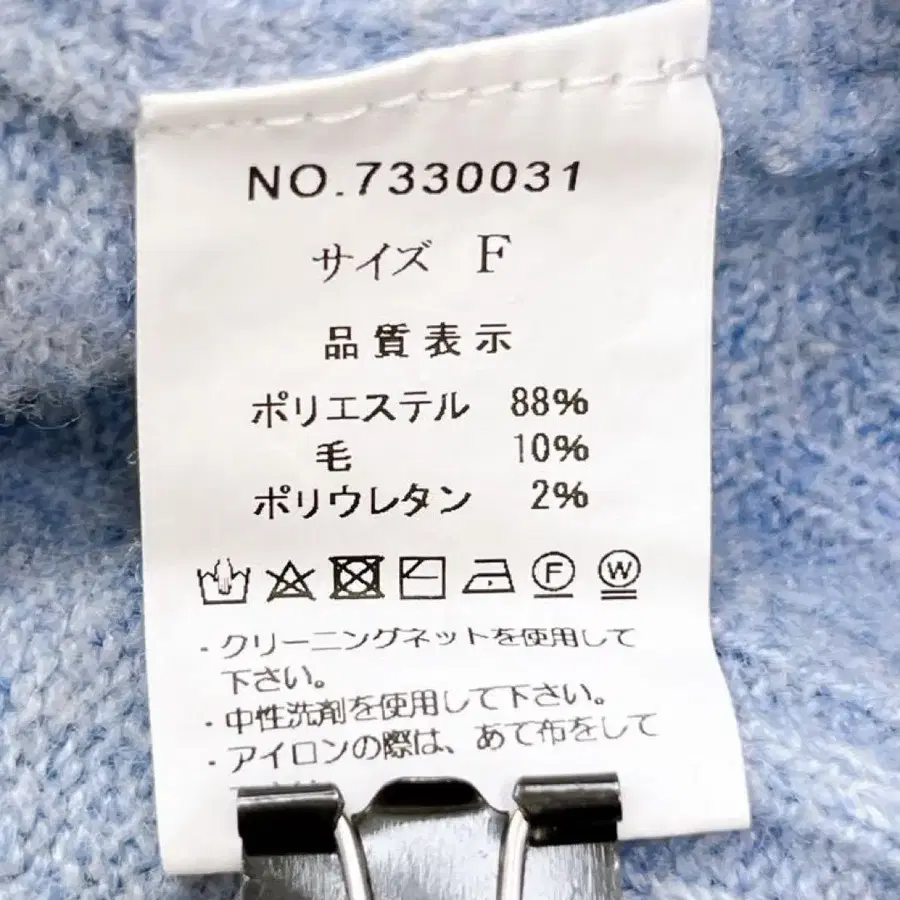 NO.7330031
サイズ F
品質表示
ポリエステル 88%
毛 10%
ポリウレタン 2%
F W
・クリーニングネットを使用して
下さい。
・中性洗剤を使用して下さい。
・アイロンの際は、あて布をして